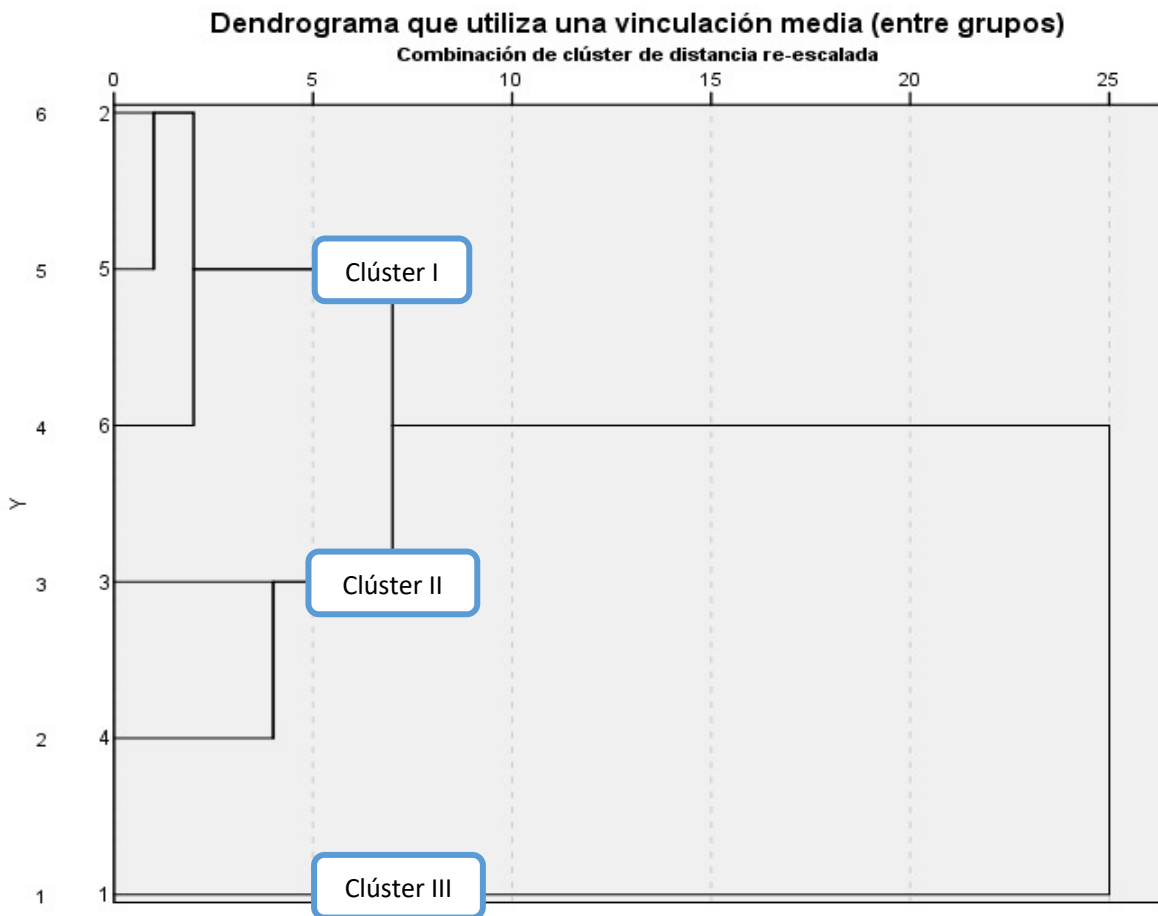 Dendrograma que utiliza una vinculación media (entre grupos)
Combinación de clúster de distancia re-escalada
0 5 10 15 20 25
6 2
5 5 Clúster I
4 6
Y
3 3 Clúster II
2 4
1 1 Clúster III